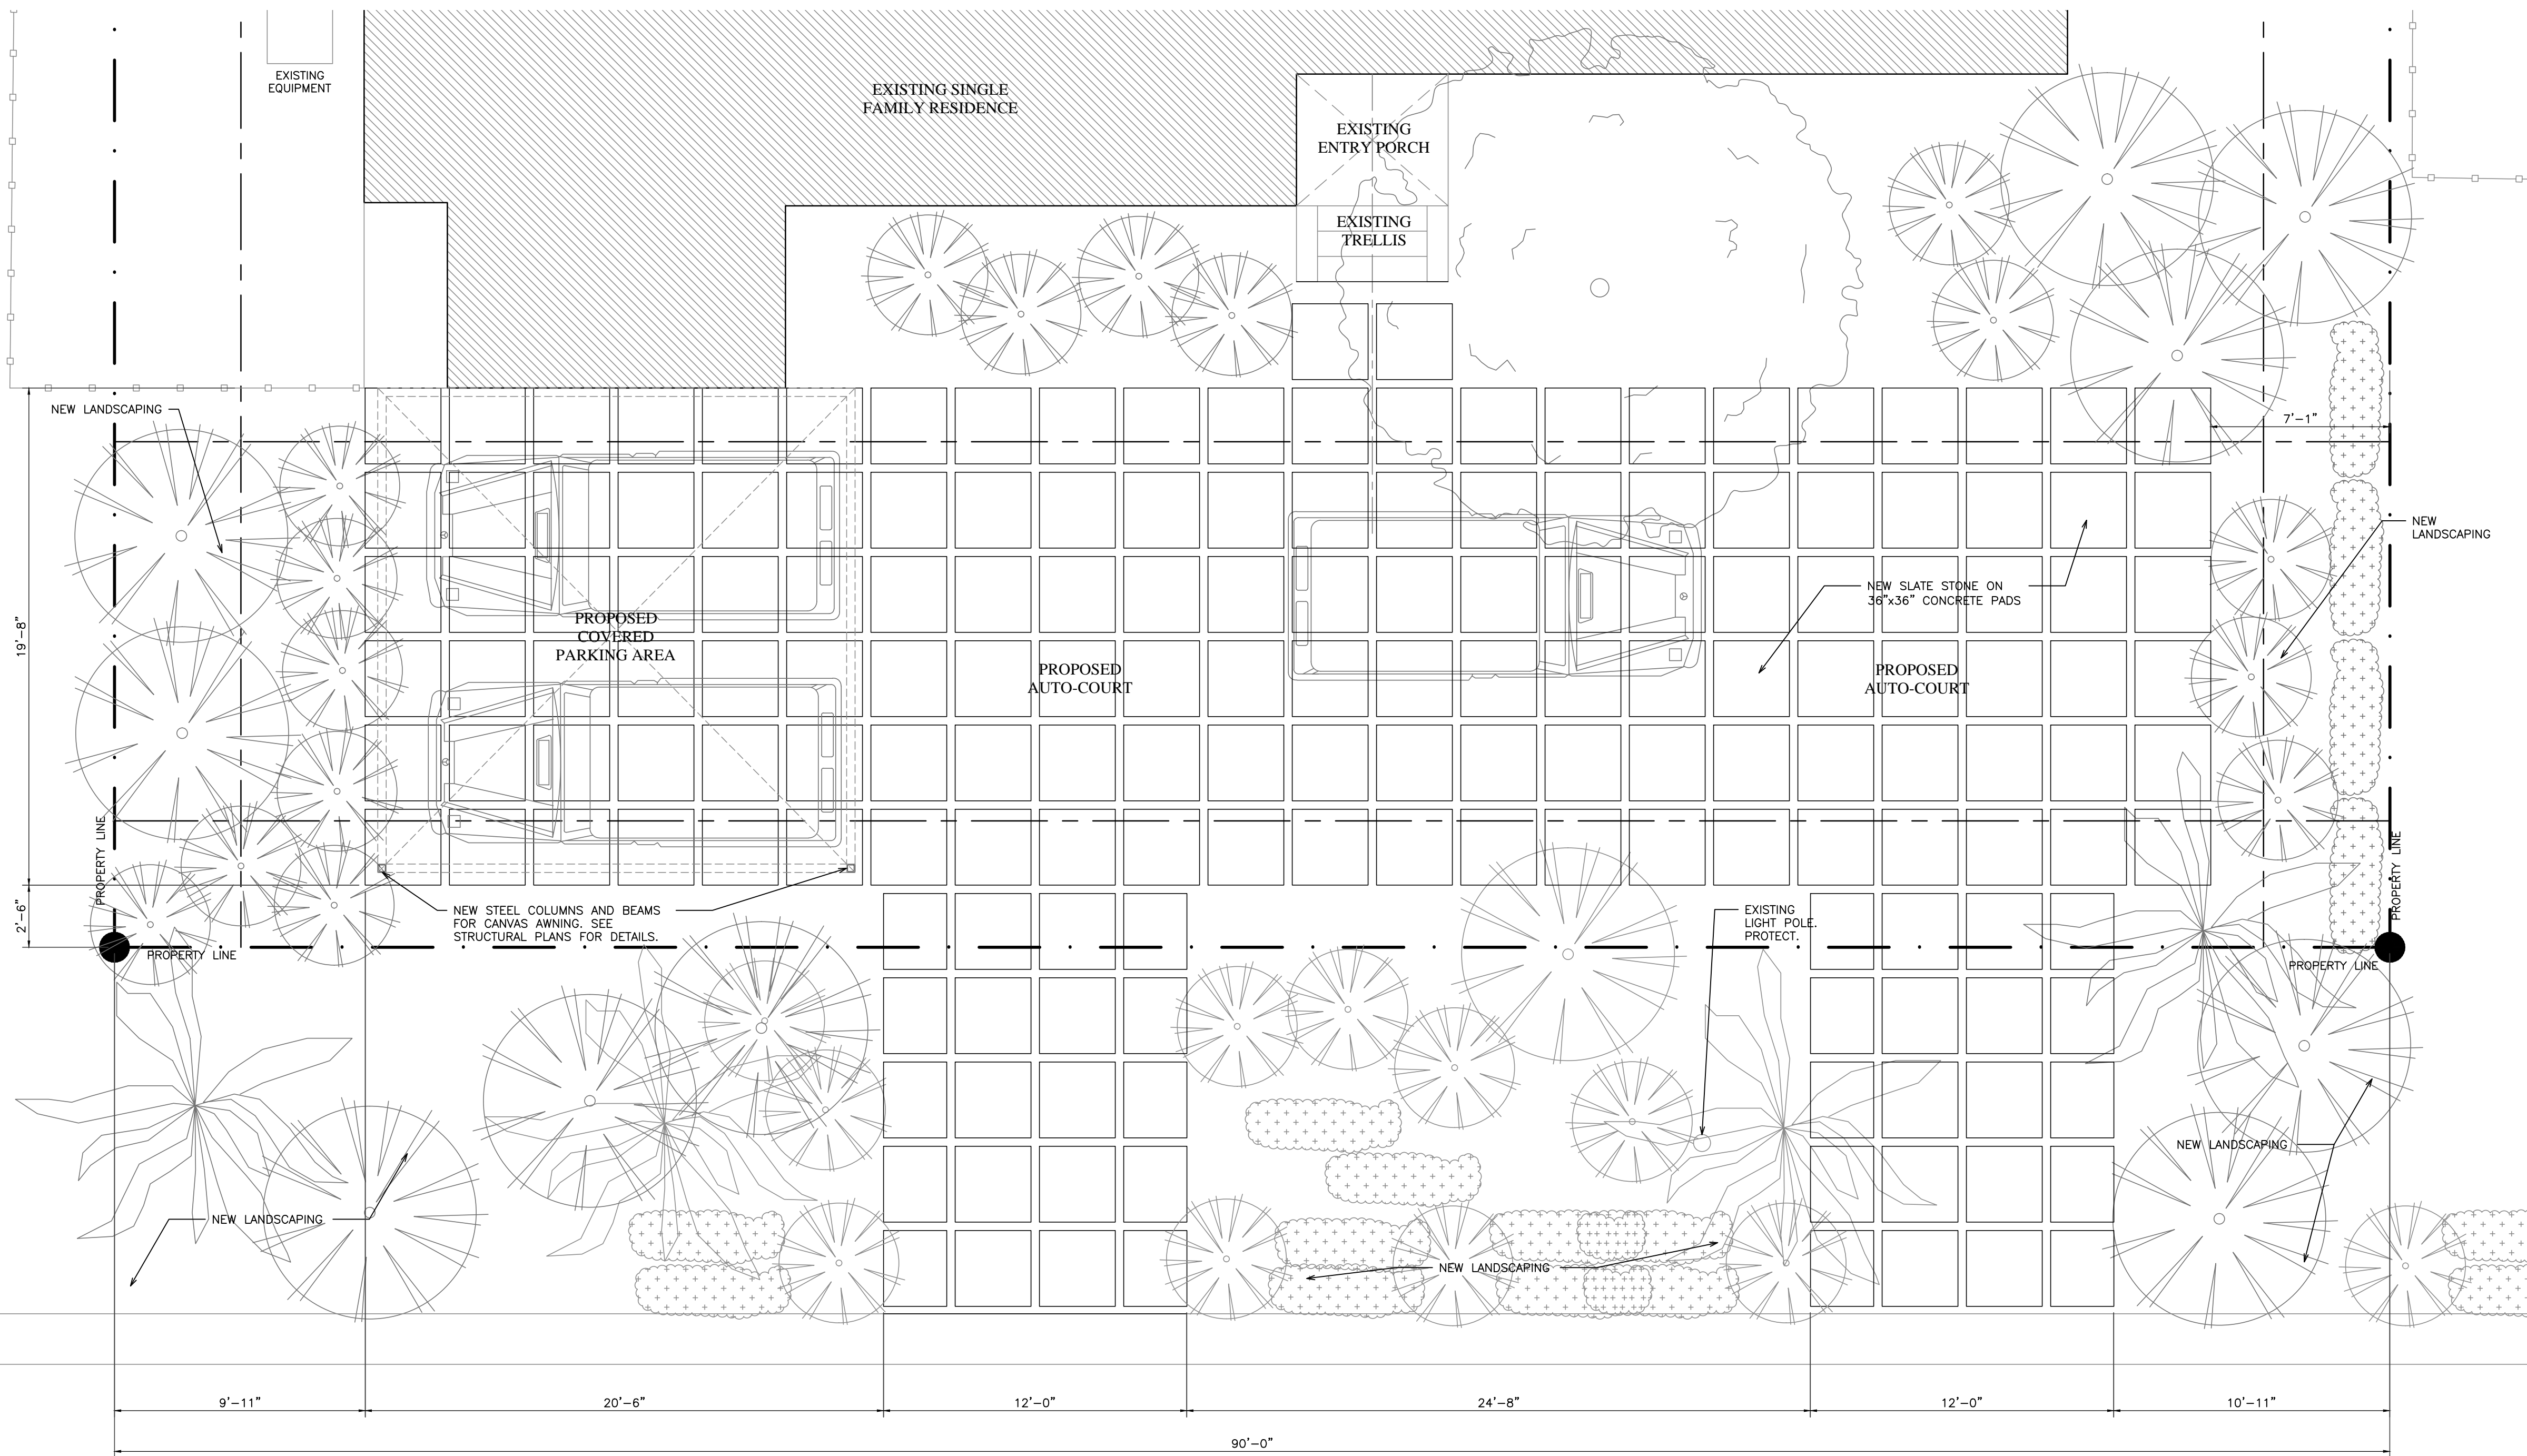 EXISTING
EQUIPMENT
EXISTING SINGLE
FAMILY RESIDENCE
EXISTING
ENTRY PORCH
EXISTING
TRELLIS
NEW LANDSCAPING
7'-1"
NEW
LANDSCAPING
NEW SLATE STONE ON
36"x36" CONCRETE PADS
19'-8"
PROPOSED
COVERED
PARKING AREA
PROPOSED
AUTO-COURT
PROPOSED
AUTO-COURT
PROPERTY LINE
PROPERTY LINE
2'-6"
NEW STEEL COLUMNS AND BEAMS
FOR CANVAS AWNING. SEE
STRUCTURAL PLANS FOR DETAILS.
EXISTING
LIGHT POLE.
PROTECT.
PROPERTY LINE
PROPERTY LINE
NEW LANDSCAPING
NEW LANDSCAPING
NEW LANDSCAPING
9'-11"
20'-6"
12'-0"
24'-8"
12'-0"
10'-11"
90'-0"